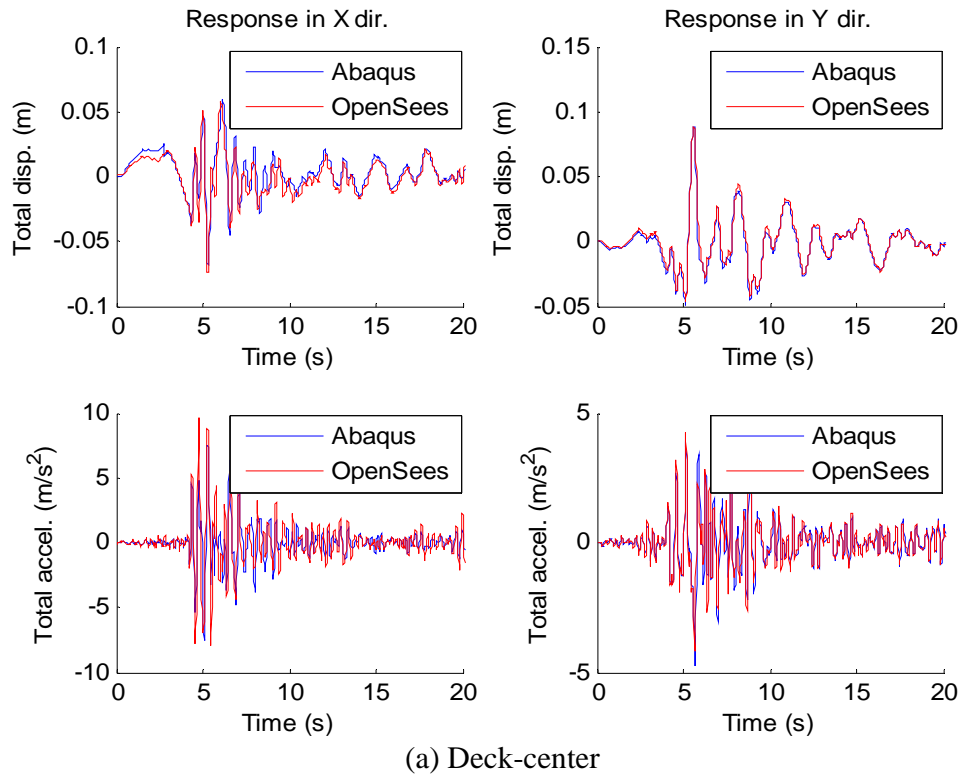 Response in X dir.
0.1
0.05
0
-0.05
-0.1
Total disp. (m)
Abaqus
OpenSees
0 5 10 15 20
Time (s)
Response in Y dir.
0.15
0.1
0.05
0
-0.05
Total disp. (m)
Abaqus
OpenSees
0 5 10 15 20
Time (s)
10
5
0
-5
-10
Total accel. (m/s²)
Abaqus
OpenSees
0 5 10 15 20
Time (s)
5
0
-5
Total accel. (m/s²)
Abaqus
OpenSees
0 5 10 15 20
Time (s)
(a) Deck-center